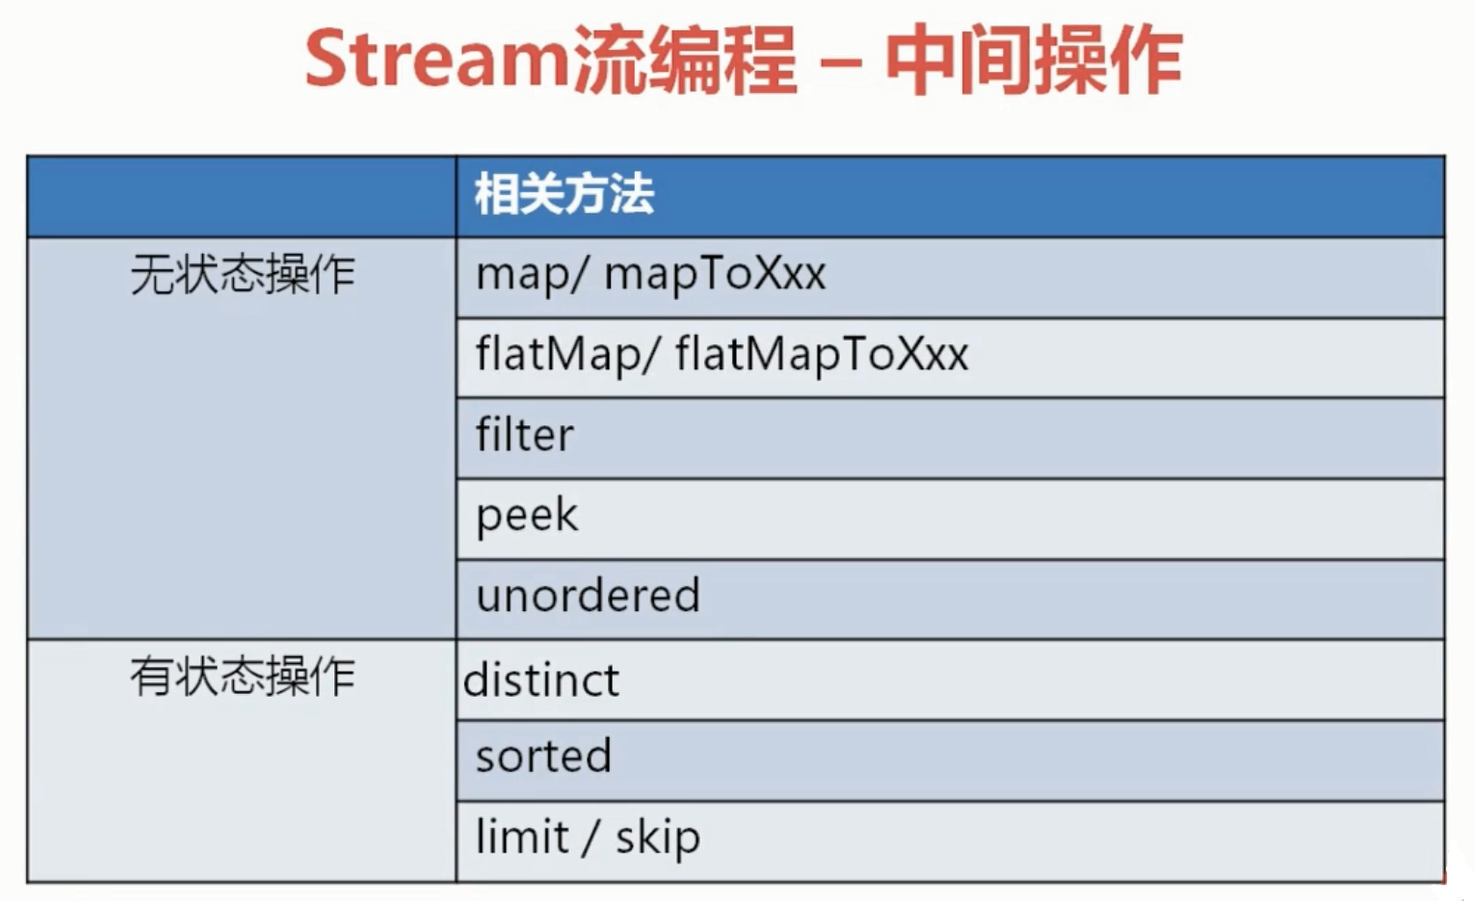 Stream流编程 – 中间操作
相关方法
无状态操作
map/ mapToXxx
flatMap/ flatMapToXxx
filter
peek
unordered
有状态操作
distinct
sorted
limit / skip